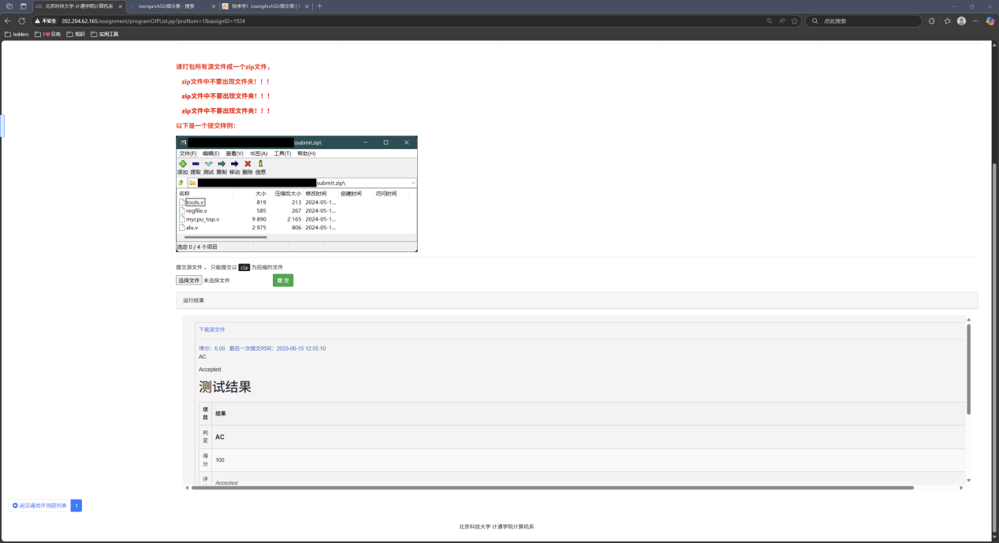 北京科技大学-计通学院计算机系
loongarch32r指令集 - 搜索
快来学！LoongArch32r指令集 | V
不安全 202.204.62.165/assignment/programOJPList.jsp?proNum=1&assignID=1924
点此搜索
ledders
I❤贝壳
知识
实用工具
请打包所有源文件成一个zip文件，
zip文件中不要出现文件夹！！！
zip文件中不要出现文件夹！！！
zip文件中不要出现文件夹！！！
以下是一个提交样例：
\submit.zip\
文件(F) 编辑(E) 查看(V) 书签(A) 工具(T) 帮助(H)
添加 提取 测试 复制 移动 删除 信息
submit.zip\
名称 大小 压缩后大小 修改时间 创建时间 访问时间
tools.v 819 213 2024-05-1...
regfile.v 585 267 2024-05-1...
mycpu_top.v 9 890 2 165 2024-05-1...
alu.v 2 975 806 2024-05-1...
选定 0 / 4 个项目
提交源文件 ， 只能提交以 zip 为后缀的文件
选择文件 未选择文件 提 交
运行结果
下载源文件
得分：6.00 最后一次提交时间：2025-06-15 12:55:10
AC
Accepted
测试结果
项目 结果
判定 AC
得分 100
评 Accepted
返回通用评测题列表 1
北京科技大学 计通学院计算机系